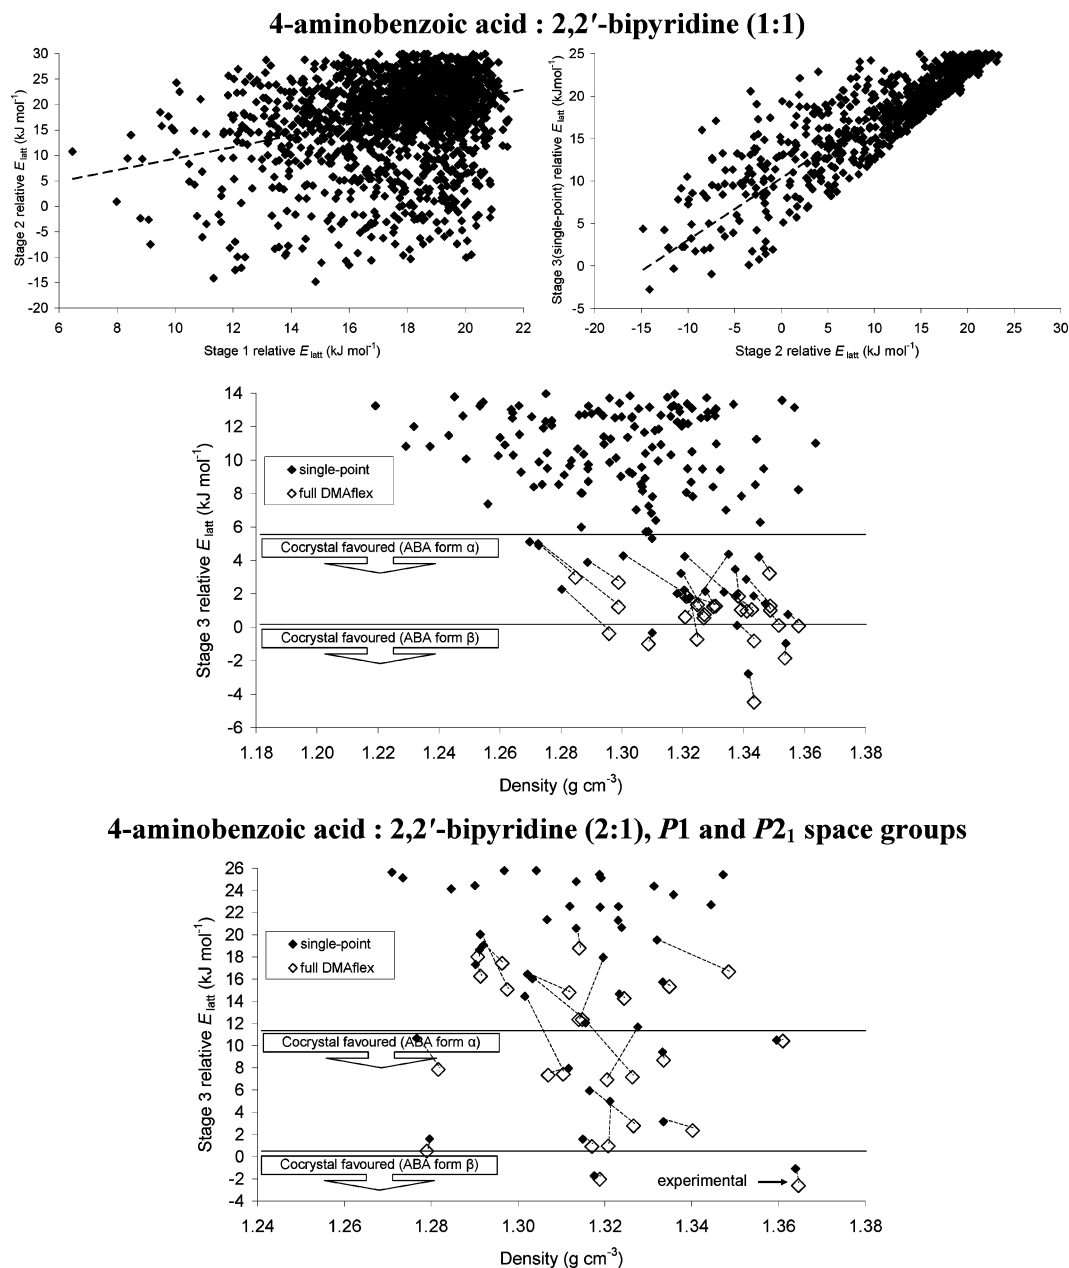 4-aminobenzoic acid : 2,2′-bipyridine (1:1)
Stage 2 relative E latt (kJ mol⁻¹)
30
25
20
15
10
5
0
-5
-10
-15
-20
6 8 10 12 14 16 18 20 22
Stage 1 relative E latt (kJ mol⁻¹)
Stage 3(single-point) relative E latt (kJmol⁻¹)
25
20
15
10
5
0
-5
-20 -15 -10 -5 0 5 10 15 20 25 30
Stage 2 relative E latt (kJ mol⁻¹)
Stage 3 relative E latt (kJ mol⁻¹)
14
12
10
8
6
4
2
0
-2
-4
-6
single-point
full DMAflex
Cocrystal favoured (ABA form α)
Cocrystal favoured (ABA form β)
1.18 1.20 1.22 1.24 1.26 1.28 1.30 1.32 1.34 1.36 1.38
Density (g cm⁻³)
4-aminobenzoic acid : 2,2′-bipyridine (2:1), P1 and P2₁ space groups
Stage 3 relative E latt (kJ mol⁻¹)
26
24
22
20
18
16
14
12
10
8
6
4
2
0
-2
-4
single-point
full DMAflex
Cocrystal favoured (ABA form α)
Cocrystal favoured (ABA form β)
experimental
1.24 1.26 1.28 1.30 1.32 1.34 1.36 1.38
Density (g cm⁻³)